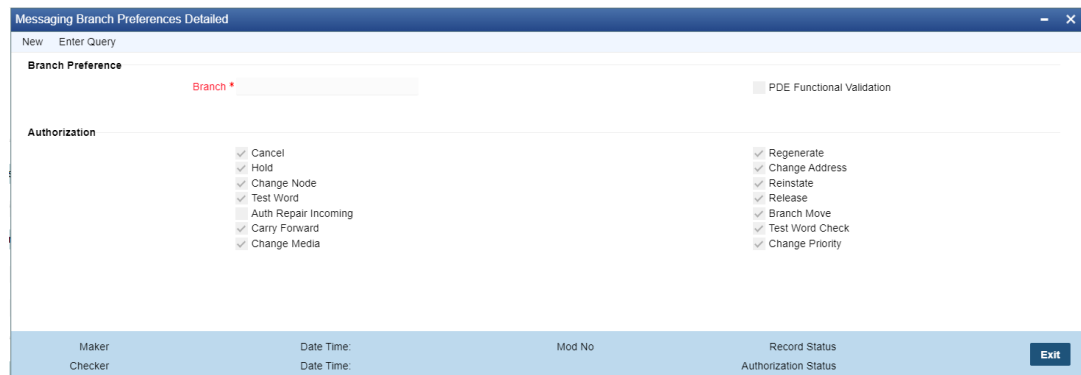 Messaging Branch Preferences Detailed
New Enter Query
Branch Preference
Branch * PDE Functional Validation
Authorization
Cancel Regenerate
Hold Change Address
Change Node Reinstate
Test Word Release
Auth Repair Incoming Branch Move
Carry Forward Test Word Check
Change Media Change Priority
Maker Date Time: Mod No Record Status
Checker Date Time: Authorization Status
Exit